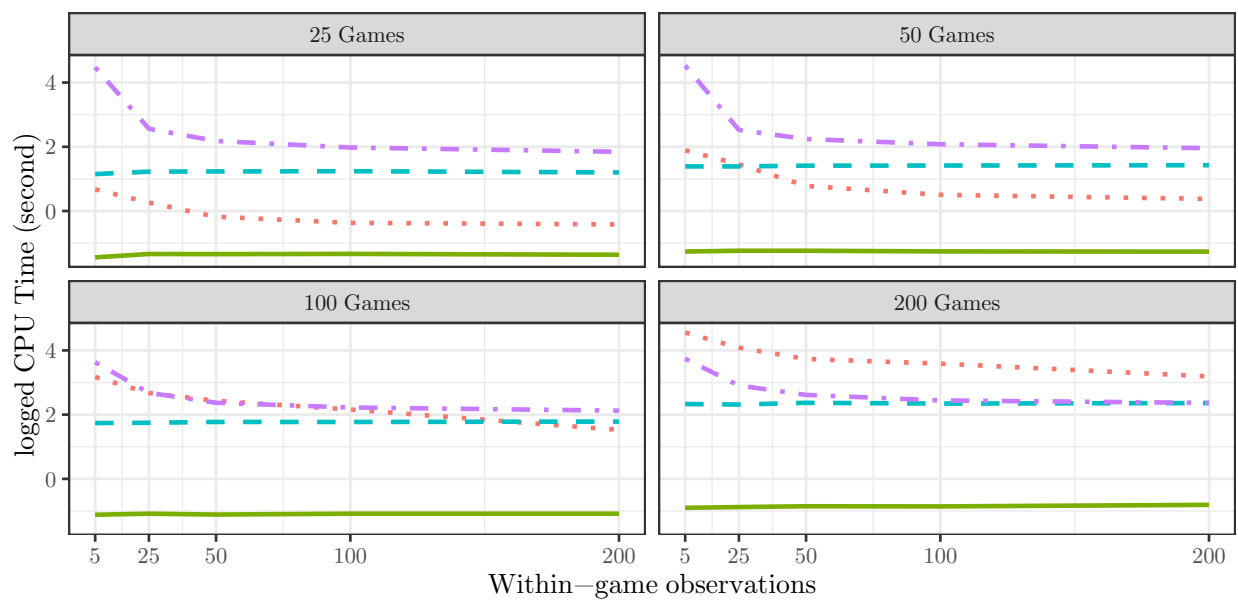 25 Games
50 Games
4
2
0
100 Games
200 Games
4
2
0
5 25 50 100 200
5 25 50 100 200
logged CPU Time (second)
Within−game observations